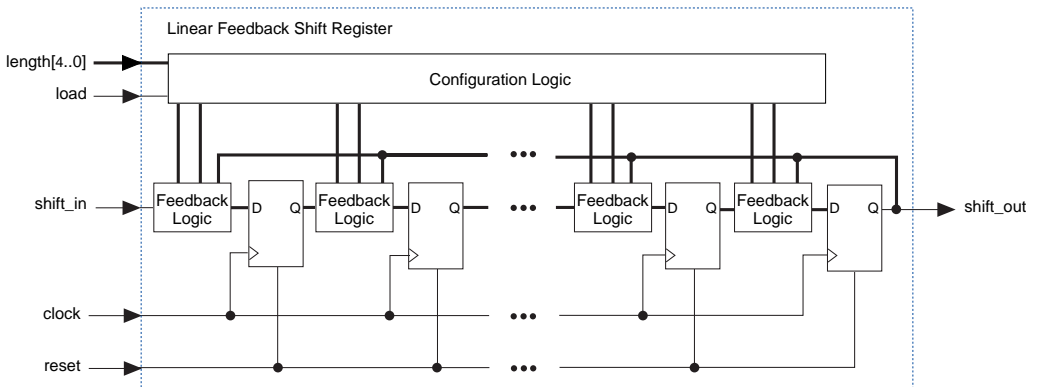 Linear Feedback Shift Register
length[4..0]
load
Configuration Logic
shift_in
Feedback
Logic
D Q
Feedback
Logic
D Q
Feedback
Logic
D Q
Feedback
Logic
D Q
shift_out
clock
reset